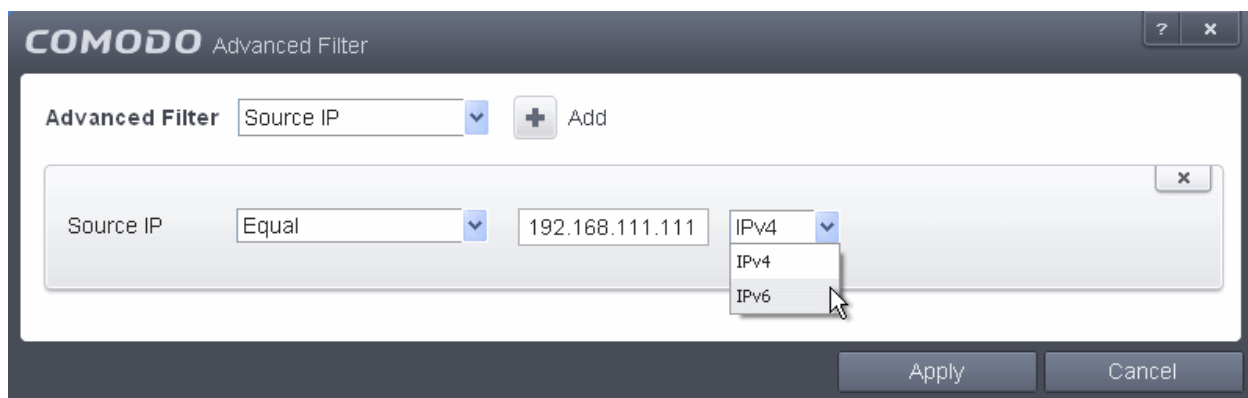 COMODO Advanced Filter ? x
Advanced Filter Source IP + Add
x
Source IP Equal 192.168.111.111 IPv4
IPv4
IPv6
Apply Cancel